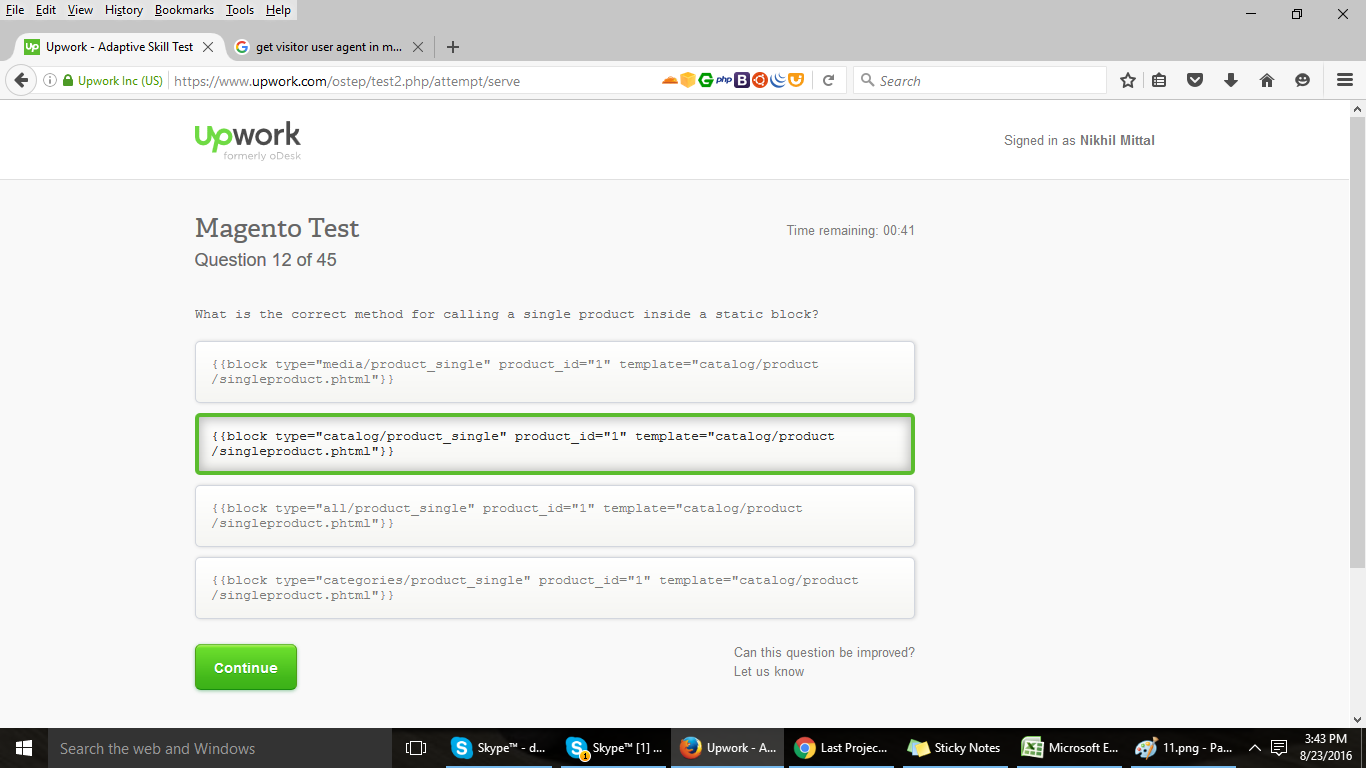 File Edit View History Bookmarks Tools Help
Upwork - Adaptive Skill Test
get visitor user agent in m...
Upwork Inc (US)
https://www.upwork.com/ostep/test2.php/attempt/serve
Search
upwork
formerly oDesk
Signed in as Nikhil Mittal
Magento Test
Time remaining: 00:41
Question 12 of 45
What is the correct method for calling a single product inside a static block?
{{block type="media/product_single" product_id="1" template="catalog/product
/singleproduct.phtml"}}
{{block type="catalog/product_single" product_id="1" template="catalog/product
/singleproduct.phtml"}}
{{block type="all/product_single" product_id="1" template="catalog/product
/singleproduct.phtml"}}
{{block type="categories/product_single" product_id="1" template="catalog/product
/singleproduct.phtml"}}
Continue
Can this question be improved?
Let us know
Search the web and Windows
Skype™ - d...
Skype™ [1] ...
Upwork - A...
Last Projec...
Sticky Notes
Microsoft E...
11.png - Pa...
3:43 PM
8/23/2016